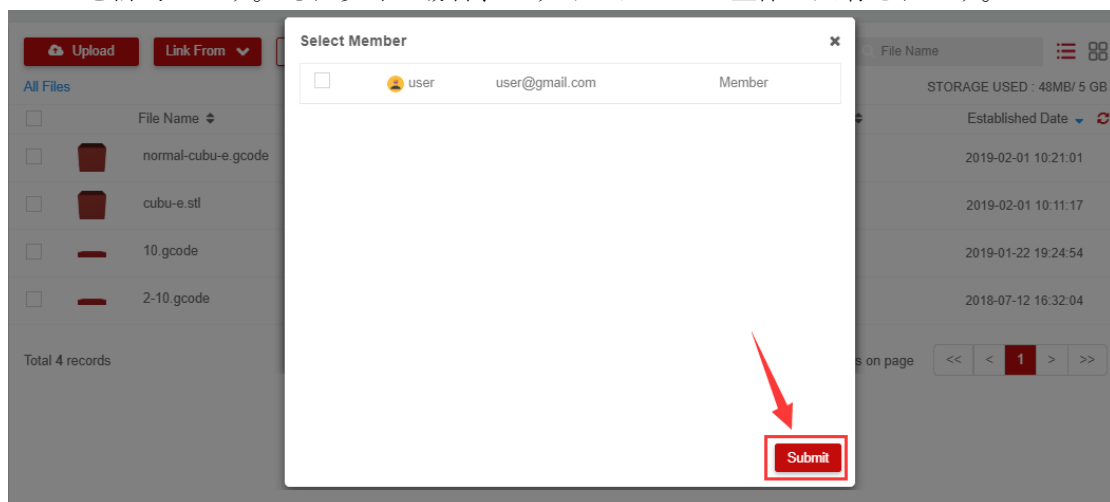 Upload
Link From
Select Member
File Name
All Files
user
user@gmail.com
Member
STORAGE USED : 48MB/ 5 GB
File Name
Established Date
normal-cubu-e.gcode
2019-02-01 10:21:01
cubu-e.stl
2019-02-01 10:11:17
10.gcode
2019-01-22 19:24:54
2-10.gcode
2018-07-12 16:32:04
Total 4 records
s on page
<< < 1 > >>
Submit